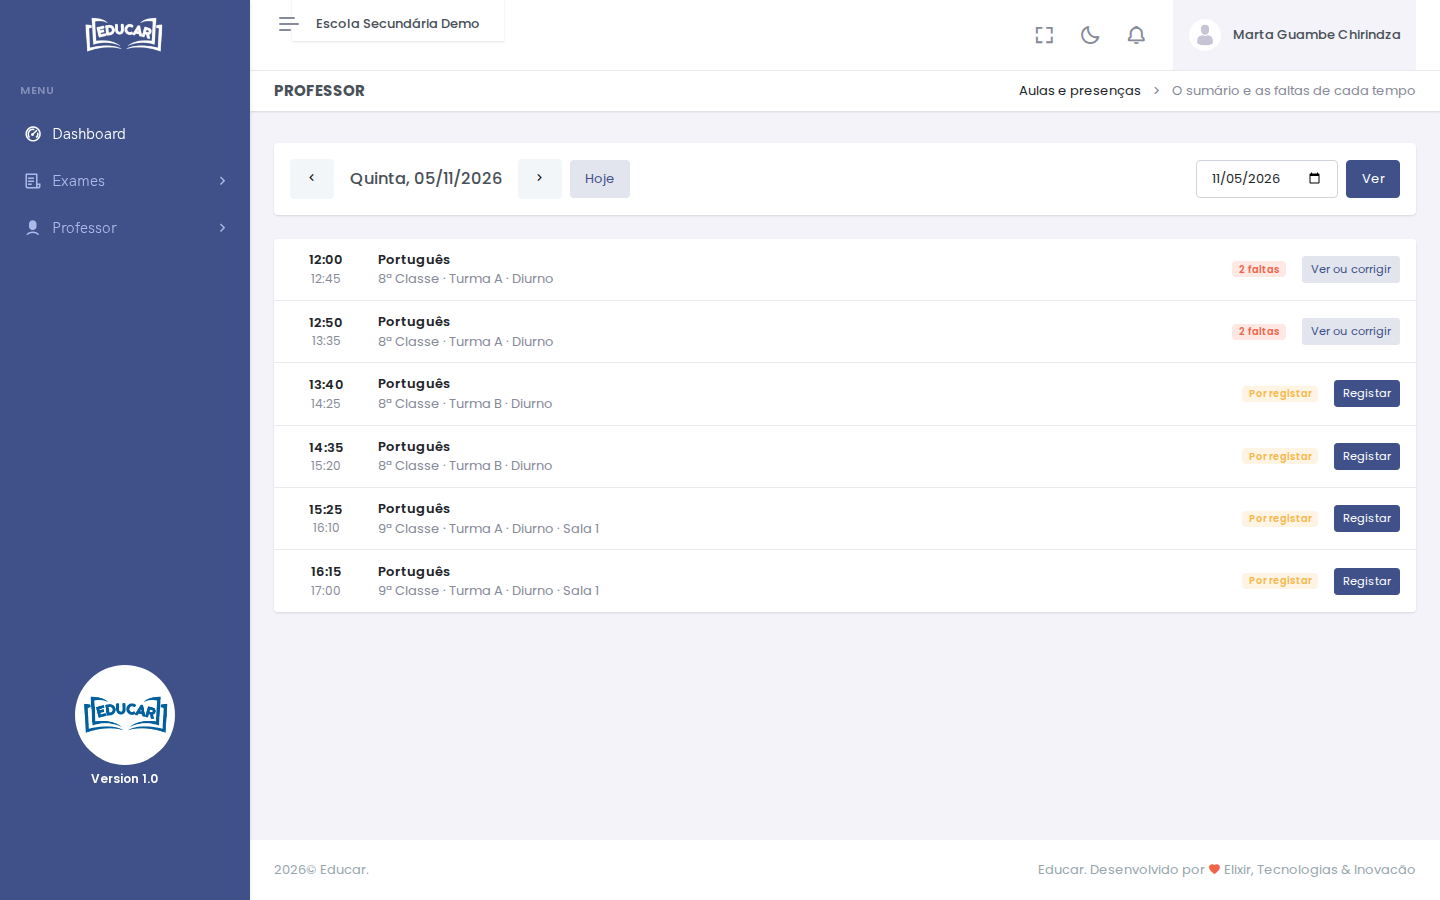 EDUCAR
Escola Secundária Demo
Marta Guambe Chirindza
MENU
Dashboard
Exames
Professor
PROFESSOR
Aulas e presenças > O sumário e as faltas de cada tempo
Quinta, 05/11/2026
Hoje
11/05/2026
Ver
12:00 Português
12:45 8ª Classe · Turma A · Diurno
2 faltas Ver ou corrigir
12:50 Português
13:35 8ª Classe · Turma A · Diurno
2 faltas Ver ou corrigir
13:40 Português
14:25 8ª Classe · Turma B · Diurno
Por registar Registar
14:35 Português
15:20 8ª Classe · Turma B · Diurno
Por registar Registar
15:25 Português
16:10 9ª Classe · Turma A · Diurno · Sala 1
Por registar Registar
16:15 Português
17:00 9ª Classe · Turma A · Diurno · Sala 1
Por registar Registar
EDUCAR
Version 1.0
2026© Educar.
Educar. Desenvolvido por Elixir, Tecnologias & Inovacão